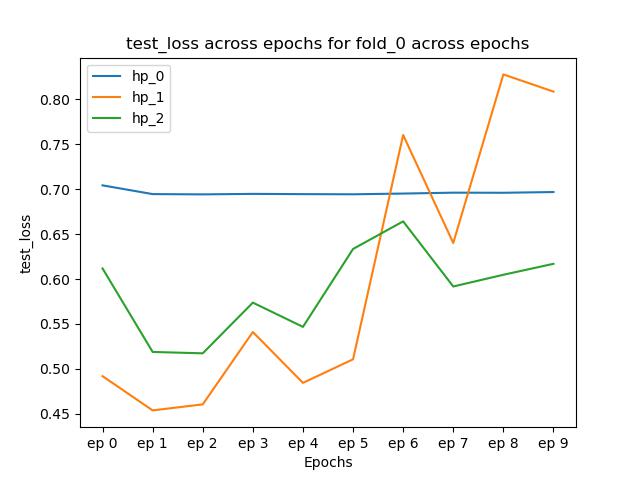 test_loss across epochs for fold_0 across epochs
hp_0
hp_1
hp_2
test_loss
0.80
0.75
0.70
0.65
0.60
0.55
0.50
0.45
ep 0 ep 1 ep 2 ep 3 ep 4 ep 5 ep 6 ep 7 ep 8 ep 9
Epochs